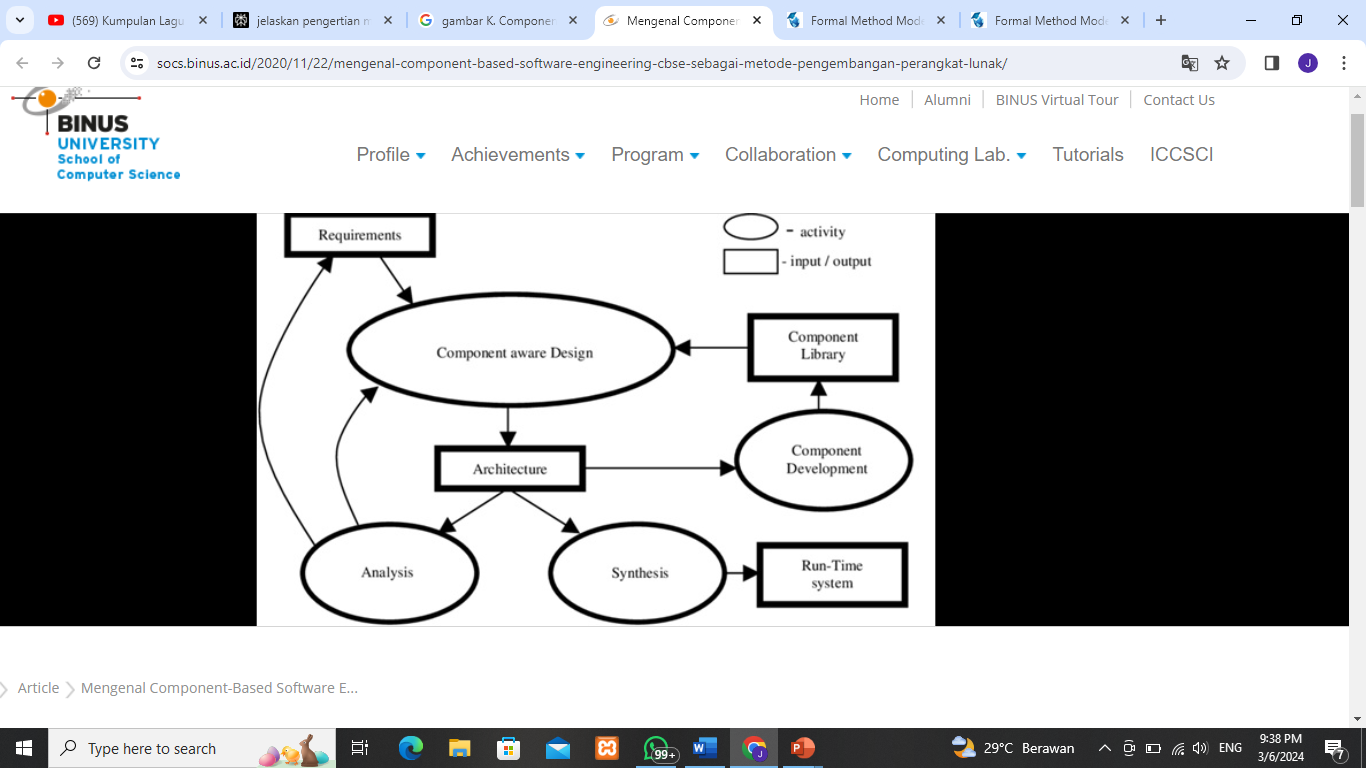 (569) Kumpulan Lagu
jelaskan pengertian m
gambar K. Componen
Mengenal Componen
Formal Method Mode
Formal Method Mode
socs.binus.ac.id/2020/11/22/mengenal-component-based-software-engineering-cbse-sebagai-metode-pengembangan-perangkat-lunak/
J
Home
Alumni
BINUS Virtual Tour
Contact Us
BINUS
UNIVERSITY
School of
Computer Science
Profile
Achievements
Program
Collaboration
Computing Lab.
Tutorials
ICCSCI
Requirements
- activity
- input / output
Component aware Design
Component
Library
Architecture
Component
Development
Analysis
Synthesis
Run-Time
system
Article
Mengenal Component-Based Software E...
Type here to search
99+
J
29°C Berawan
ENG
9:38 PM
3/6/2024
7